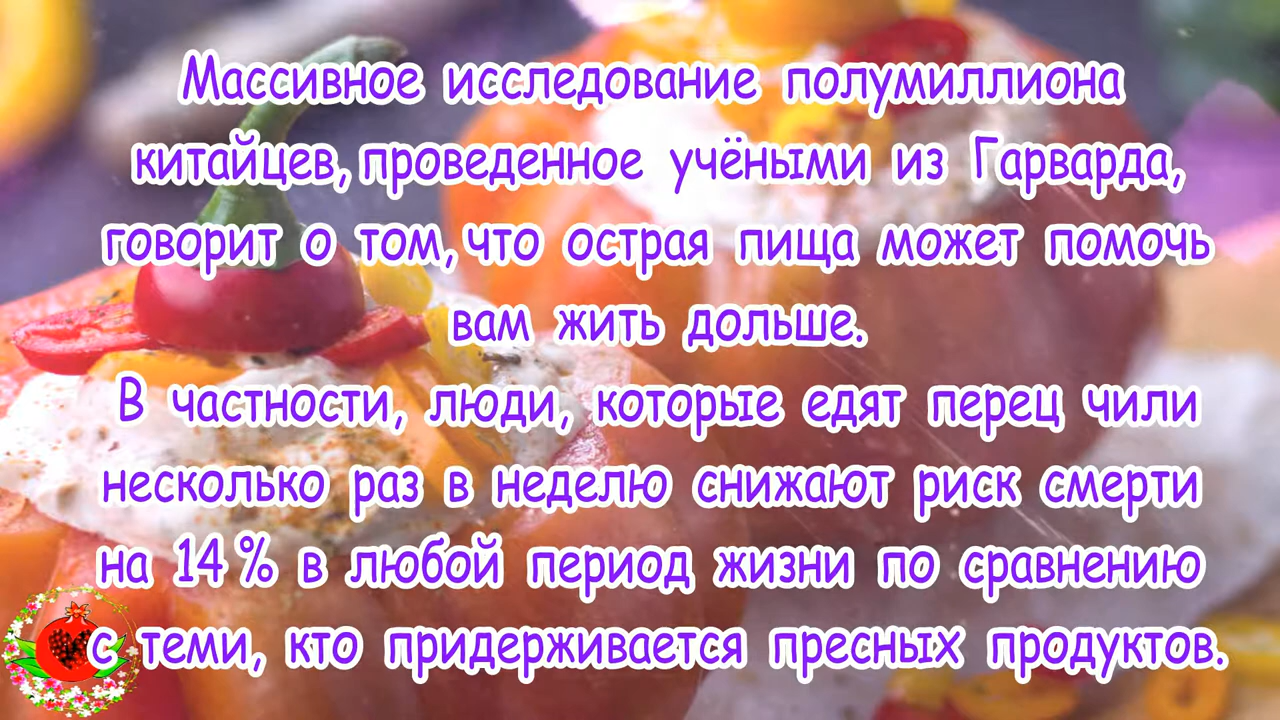 Массивное исследование полумиллиона
китайцев, проведенное учёными из Гарварда,
говорит о том, что острая пища может помочь
вам жить дольше.
В частности, люди, которые едят перец чили
несколько раз в неделю снижают риск смерти
на 14 % в любой период жизни по сравнению
с теми, кто придерживается пресных продуктов.